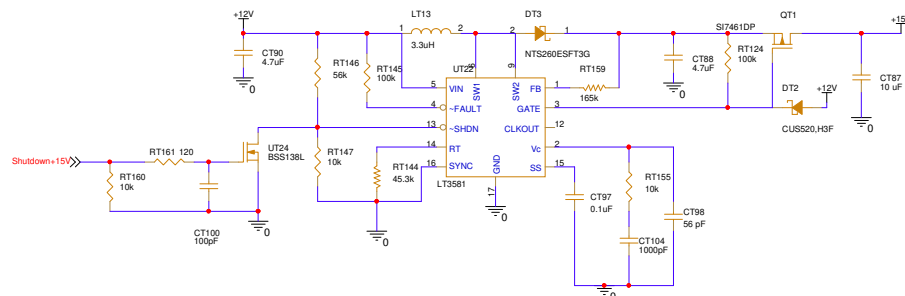 +12V
LT13
1
2
3.3uH
DT3
2
1
NTS260ESFT3G
QT1
SI7461DP
+15
CT90
4.7uF
0
RT146
56k
RT145
100k
UT22
8
9
SW1
SW2
RT159
165k
CT88
4.7uF
0
RT124
100k
CT87
10 uF
0
DT2
+12V
CUS520,H3F
5
VIN
FB
1
4
~FAULT
GATE
3
13
~SHDN
CLKOUT
12
14
RT
Vc
2
16
SYNC
SS
15
GND
17
LT3581
0
UT24
BSS138L
RT147
10k
RT144
45.3k
0
Shutdown+15V
RT161 120
RT160
10k
CT100
100pF
0
CT97
0.1uF
RT155
10k
CT98
56 pF
CT104
1000pF
0